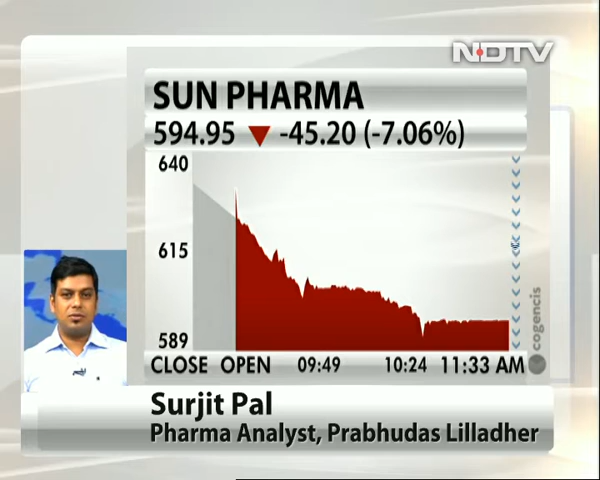 NDTV
SUN PHARMA
594.95 ▼ -45.20 (-7.06%)
640
615
589
CLOSE OPEN 09:49 10:24 11:33 AM
cogencis
Surjit Pal
Pharma Analyst, Prabhudas Lilladher